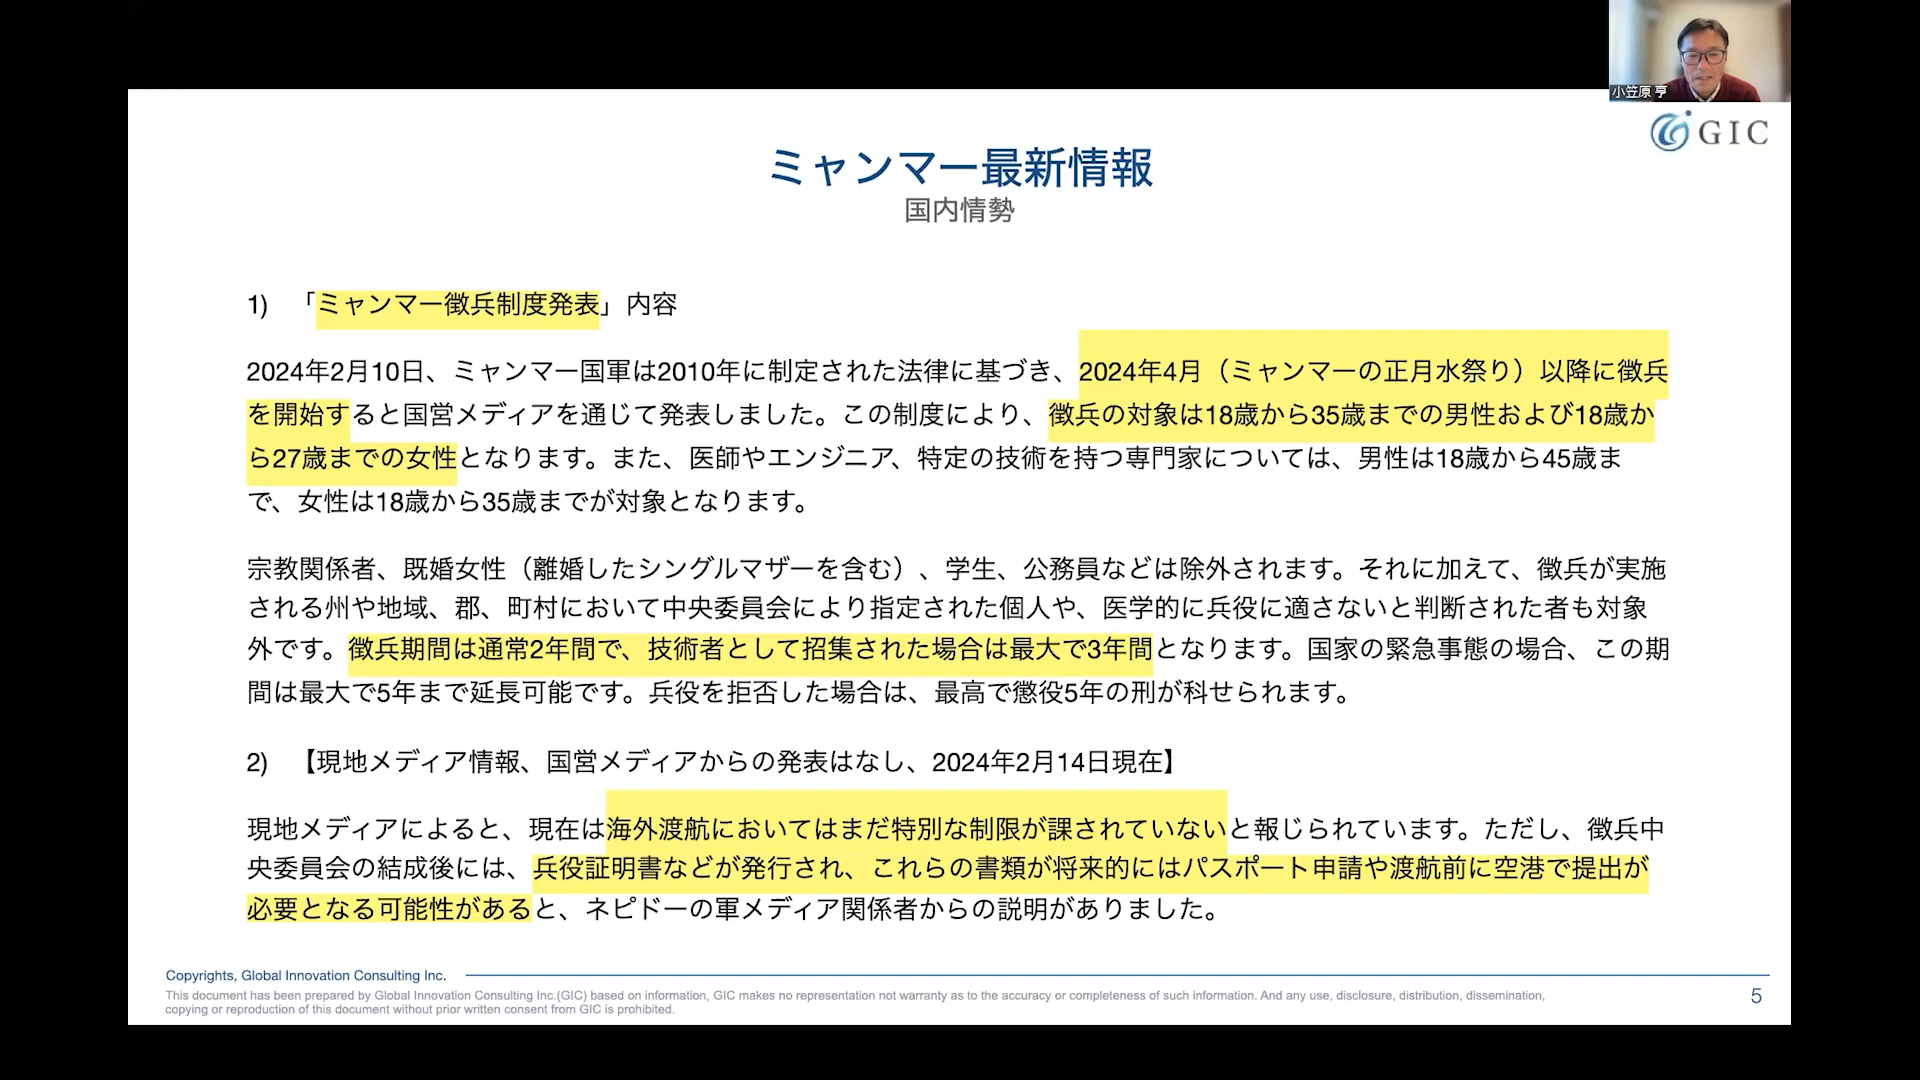 小笠原 亨
GIC
ミャンマー最新情報
国内情勢
1) 「ミャンマー徴兵制度発表」内容
2024年2月10日、ミャンマー国軍は2010年に制定された法律に基づき、2024年4月（ミャンマーの正月水祭り）以降に徴兵
を開始すると国営メディアを通じて発表しました。この制度により、徴兵の対象は18歳から35歳までの男性および18歳か
ら27歳までの女性となります。また、医師やエンジニア、特定の技術を持つ専門家については、男性は18歳から45歳ま
で、女性は18歳から35歳までが対象となります。
宗教関係者、既婚女性（離婚したシングルマザーを含む）、学生、公務員などは除外されます。それに加えて、徴兵が実施
される州や地域、郡、町村において中央委員会により指定された個人や、医学的に兵役に適さないと判断された者も対象
外です。徴兵期間は通常2年間で、技術者として招集された場合は最大で3年間となります。国家の緊急事態の場合、この期
間は最大で5年まで延長可能です。兵役を拒否した場合は、最高で懲役5年の刑が科せられます。
2) 【現地メディア情報、国営メディアからの発表はなし、2024年2月14日現在】
現地メディアによると、現在は海外渡航においてはまだ特別な制限が課されていないと報じられています。ただし、徴兵中
央委員会の結成後には、兵役証明書などが発行され、これらの書類が将来的にはパスポート申請や渡航前に空港で提出が
必要となる可能性があると、ネピドーの軍メディア関係者からの説明がありました。
Copyrights, Global Innovation Consulting Inc.
This document has been prepared by Global Innovation Consulting Inc.(GIC) based on information, GIC makes no representation not warranty as to the accuracy or completeness of such information. And any use, disclosure, distribution, dissemination,
copying or reproduction of this document without prior written consent from GIC is prohibited.
5